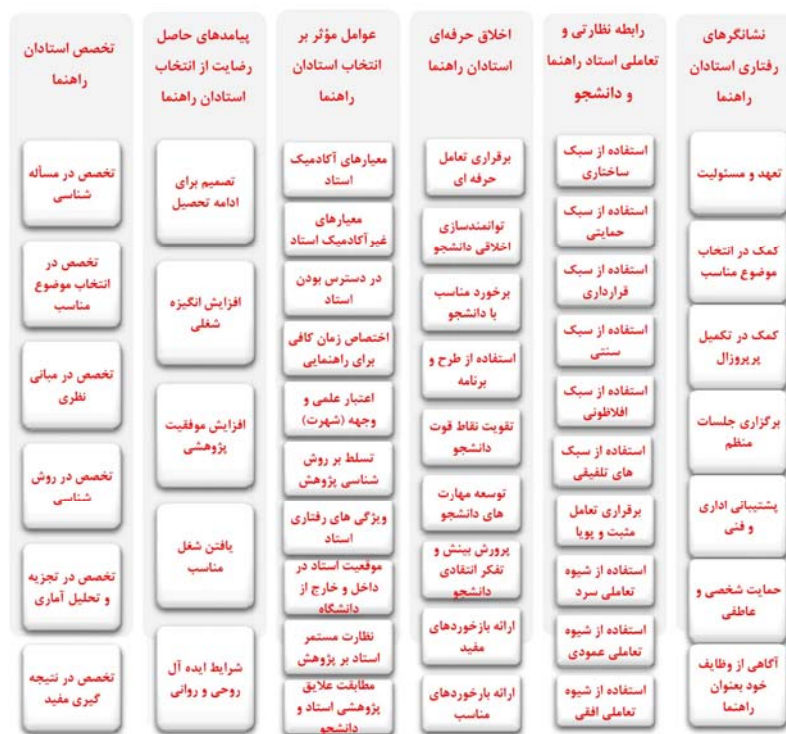 نشانگرهای
رفتاری استادان
راهنما
تعهد و مسئولیت
کمک در انتخاب
موضوع مناسب
کمک در تکمیل
پرپروزال
برگزاری جلسات
منظم
پشتیبانی اداری
و فنی
حمایت شخصی و
عاطفی
آگاهی از وظایف
خود بعنوان
راهنما
رابطه نظارتی و
تعاملی استاد راهنما
و دانشجو
استفاده از سبک
ساختاری
استفاده از سبک
حمایتی
استفاده از سبک
قراردادی
استفاده از سبک
سنتی
استفاده از سبک
افلاطونی
استفاده از سبک
های تلفیقی
برقراری تعامل
مثبت و پویا
استفاده از شیوه
تعاملی سرد
استفاده از شیوه
تعاملی عمودی
استفاده از شیوه
تعاملی افقی
اخلاق حرفه‌ای
استادان راهنما
برقراری تعامل
حرفه ای
توانمندسازی
اخلاقی دانشجو
برخورد مناسب
با دانشجو
استفاده از طرح و
برنامه
تقویت نقاط قوت
دانشجو
توسعه مهارت
های دانشجو
پرورش بینش و
تفکر انتقادی
دانشجو
ارائه بازخوردهای
مفید
ارائه بازخوردهای
مناسب
عوامل مؤثر بر
انتخاب استادان
راهنما
معیارهای آکادمیک
استاد
معیارهای
غیرآکادمیک استاد
در دسترس بودن
استاد
اختصاص زمان کافی
برای راهنمایی
اعتبار علمی و
وجهه (شهرت)
تسلط بر روش
شناسی پژوهش
ویژگی های رفتاری
استاد
موقعیت استاد در
داخل و خارج از
دانشگاه
نظارت مستمر
استاد بر پژوهش
مطابقت علایق
پژوهشی استاد و
دانشجو
پیامدهای حاصل
رضایت از انتخاب
استادان راهنما
تصمیم برای
ادامه تحصیل
افزایش انگیزه
شغلی
افزایش موفقیت
پژوهشی
یافتن شغل
مناسب
شرایط ایده آل
روحی و روانی
تخصص استادان
راهنما
تخصص در مسأله
شناسی
تخصص در
انتخاب موضوع
مناسب
تخصص در مبانی
نظری
تخصص در روش
شناسی
تخصص در تجزیه
و تحلیل آماری
تخصص در نتیجه
گیری مفید